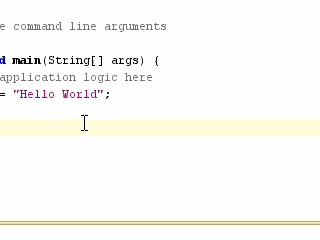 e command line arguments
d main(String[] args) {
application logic here
= "Hello World";